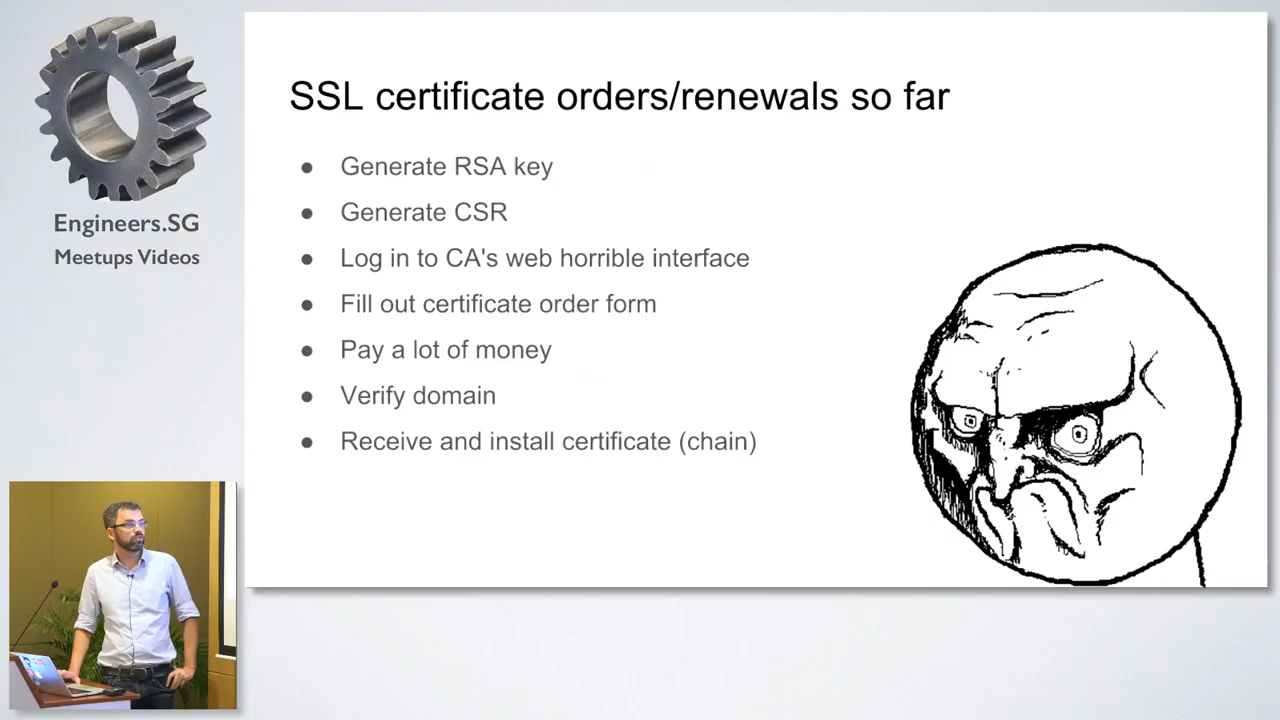 Engineers.SG
Meetups Videos
SSL certificate orders/renewals so far
● Generate RSA key
● Generate CSR
● Log in to CA's web horrible interface
● Fill out certificate order form
● Pay a lot of money
● Verify domain
● Receive and install certificate (chain)